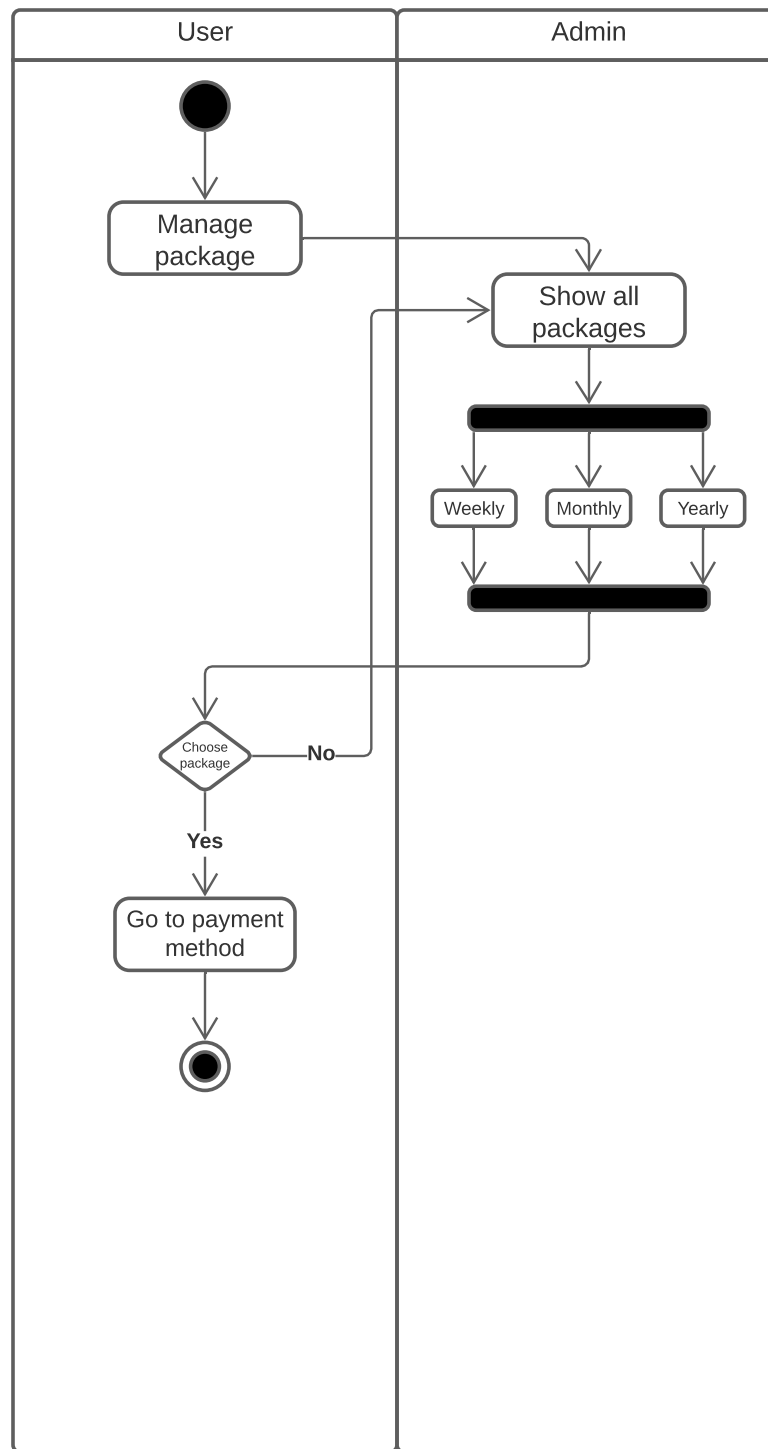 User
Admin
Manage
package
Show all
packages
Weekly
Monthly
Yearly
Choose
package
No
Yes
Go to payment
method